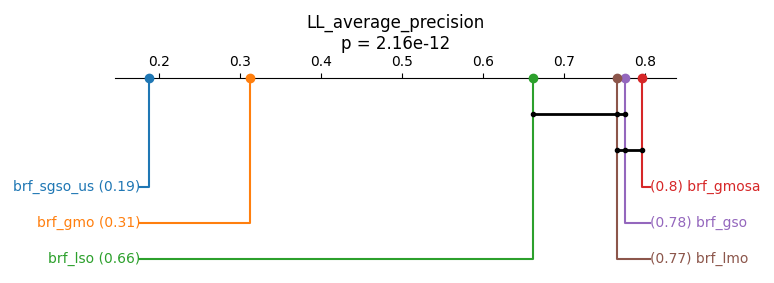 LL_average_precision
p = 2.16e-12
0.2 0.3 0.4 0.5 0.6 0.7 0.8
brf_sgso_us (0.19) (0.8) brf_gmosa
brf_gmo (0.31) (0.78) brf_gso
brf_lso (0.66) (0.77) brf_lmo